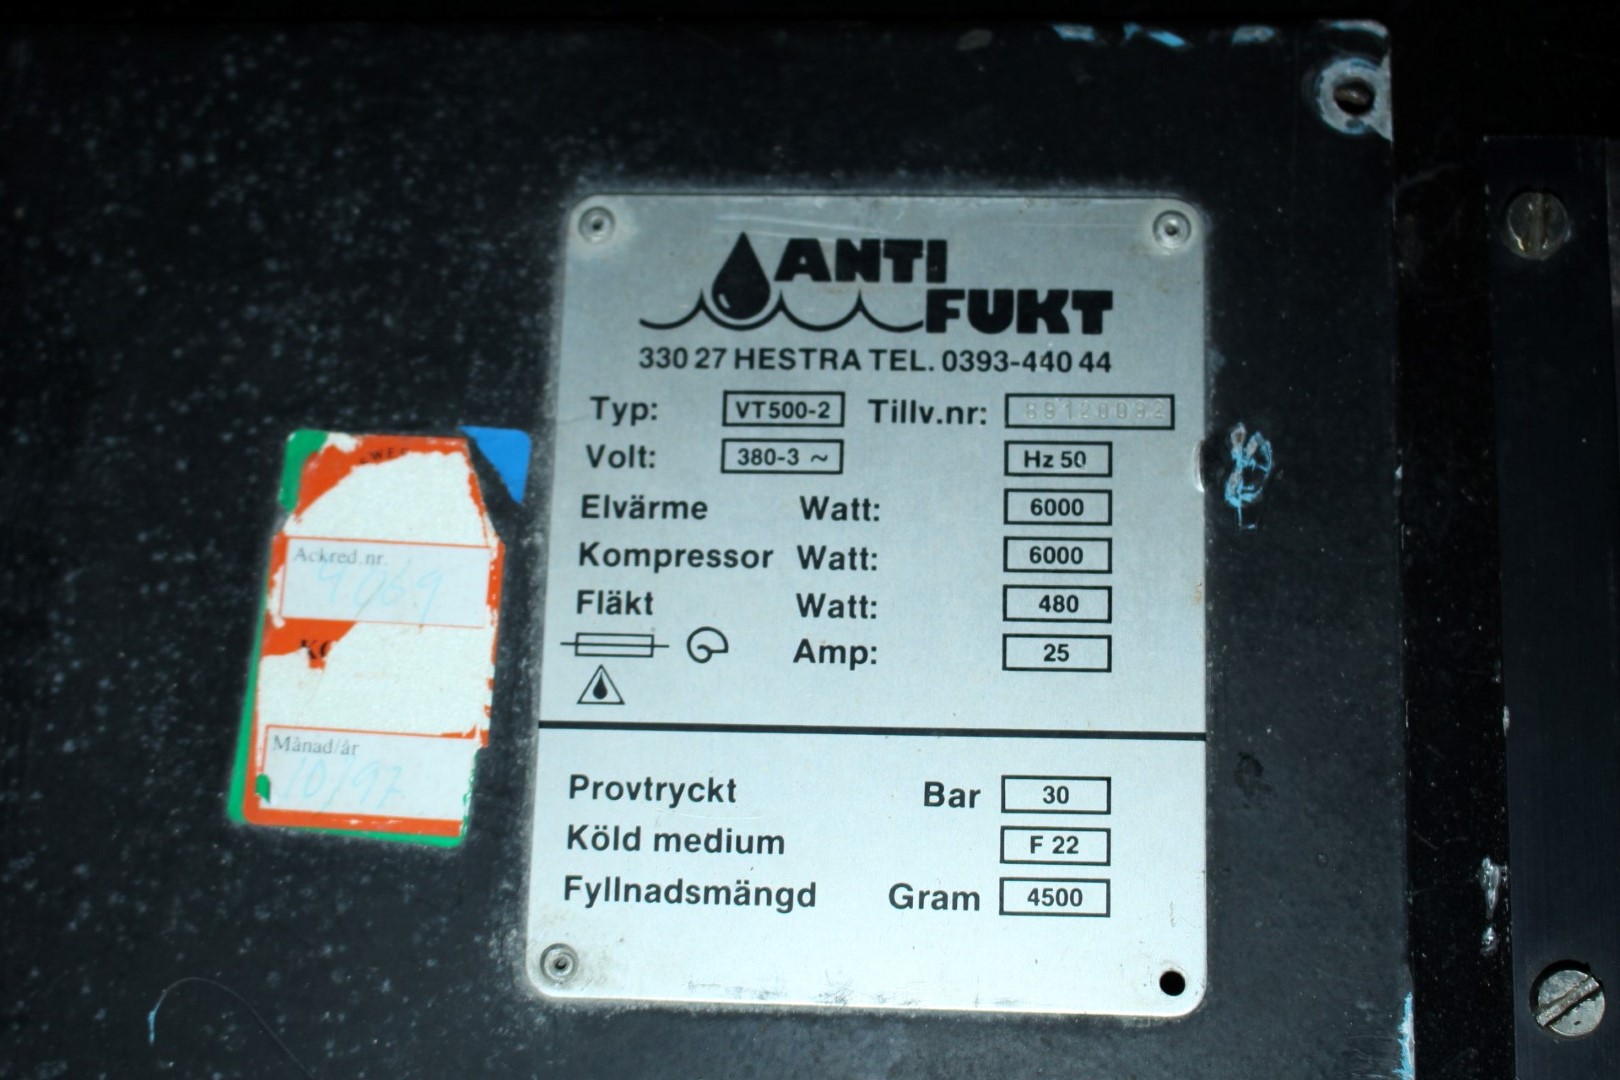 ANTI
FUKT
330 27 HESTRA TEL. 0393-440 44
Typ: VT500-2 Tillv.nr: 89120092
Volt: 380-3 ~ Hz 50
Elvärme Watt: 6000
Kompressor Watt: 6000
Fläkt Watt: 480
Amp: 25
Provtryckt Bar 30
Köld medium F 22
Fyllnadsmängd Gram 4500
Ackred.nr.
4069
Månad/år
10/97